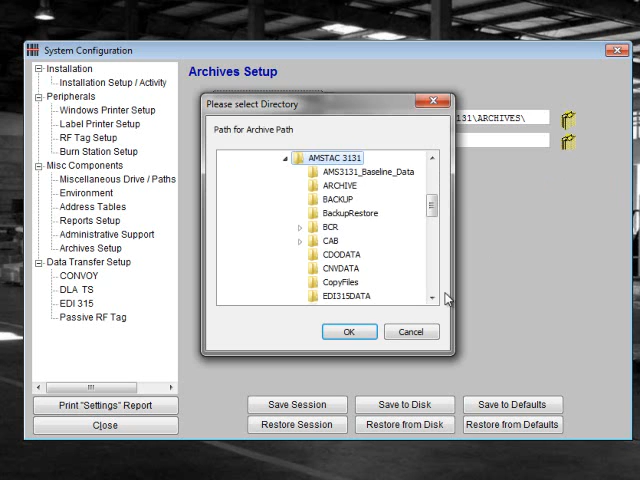 System Configuration
Installation
Installation Setup / Activity
Peripherals
Windows Printer Setup
Label Printer Setup
RF Tag Setup
Burn Station Setup
Misc Components
Miscellaneous Drive / Paths
Environment
Address Tables
Reports Setup
Administrative Support
Archives Setup
Data Transfer Setup
CONVOY
DLA TS
EDI 315
Passive RF Tag
Print "Settings" Report
Close
Archives Setup
131\ARCHIVES\
Please select Directory
Path for Archive Path
AMSTAC 3131
AMS3131_Baseline_Data
ARCHIVE
BACKUP
BackupRestore
BCR
CAB
CDODATA
CNVDATA
CopyFiles
EDI315DATA
OK
Cancel
Save Session
Save to Disk
Save to Defaults
Restore Session
Restore from Disk
Restore from Defaults